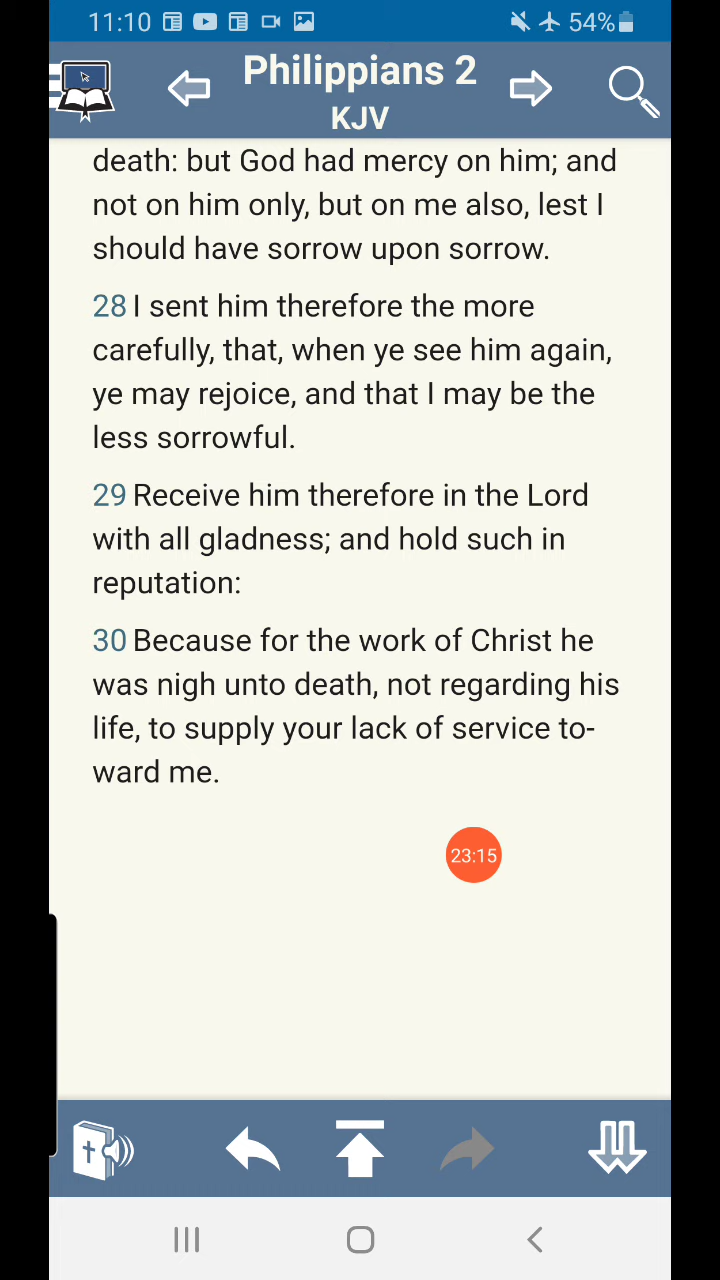 11:10 54%
Philippians 2
KJV
death: but God had mercy on him; and
not on him only, but on me also, lest I
should have sorrow upon sorrow.
28 I sent him therefore the more
carefully, that, when ye see him again,
ye may rejoice, and that I may be the
less sorrowful.
29 Receive him therefore in the Lord
with all gladness; and hold such in
reputation:
30 Because for the work of Christ he
was nigh unto death, not regarding his
life, to supply your lack of service to-
ward me.
23:15